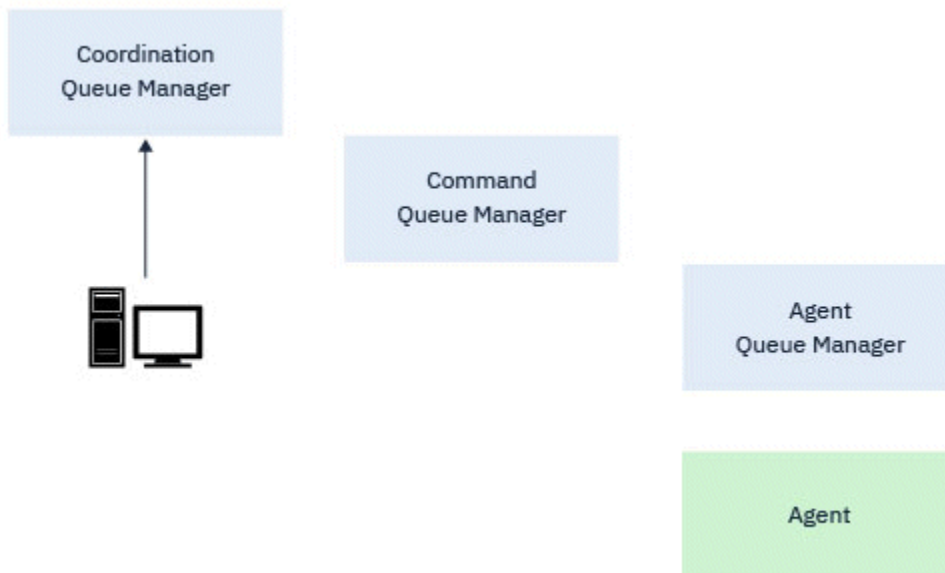 Coordination
Queue Manager
Command
Queue Manager
Agent
Queue Manager
Agent